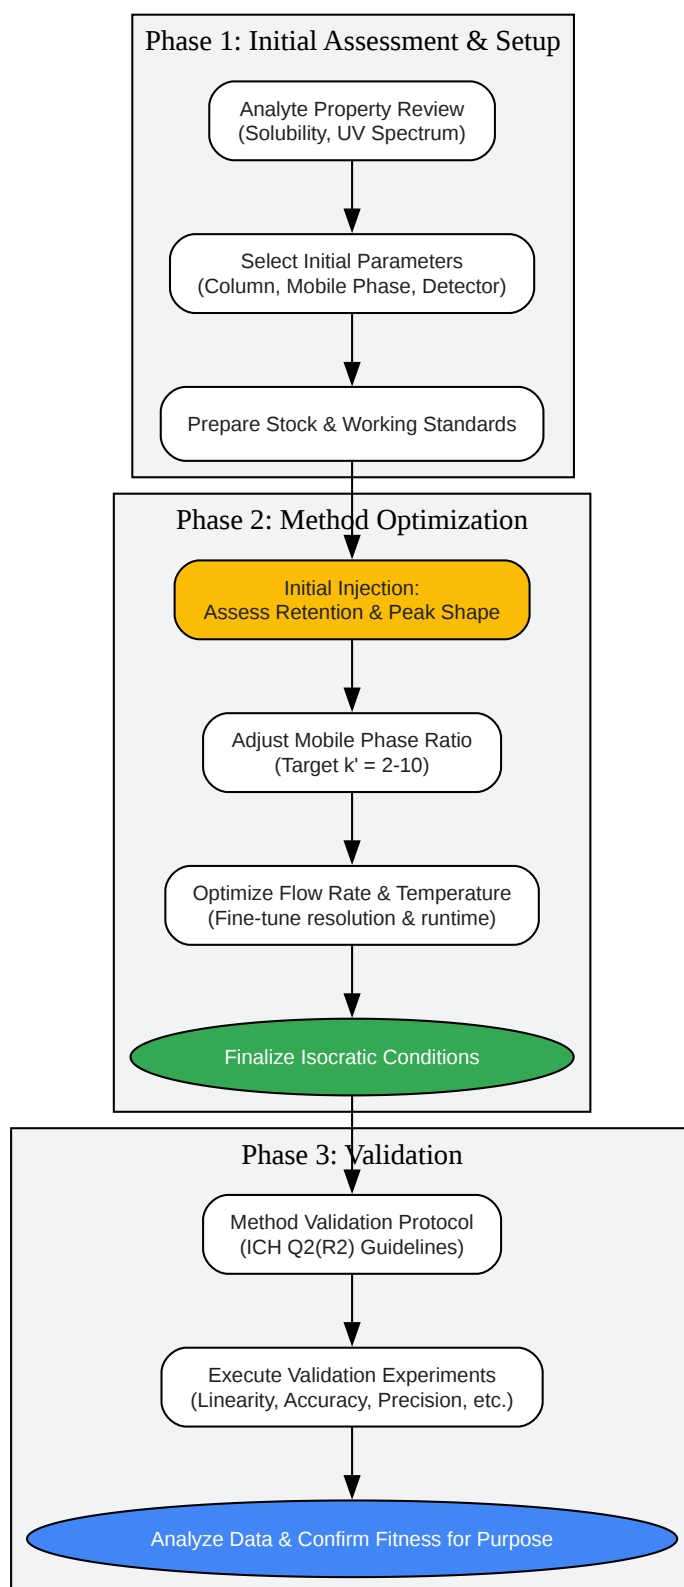 Phase 1: Initial Assessment & Setup
Analyte Property Review
(Solubility, UV Spectrum)
Select Initial Parameters
(Column, Mobile Phase, Detector)
Prepare Stock & Working Standards
Phase 2: Method Optimization
Initial Injection:
Assess Retention & Peak Shape
Adjust Mobile Phase Ratio
(Target k' = 2-10)
Optimize Flow Rate & Temperature
(Fine-tune resolution & runtime)
Finalize Isocratic Conditions
Phase 3: Validation
Method Validation Protocol
(ICH Q2(R2) Guidelines)
Execute Validation Experiments
(Linearity, Accuracy, Precision, etc.)
Analyze Data & Confirm Fitness for Purpose